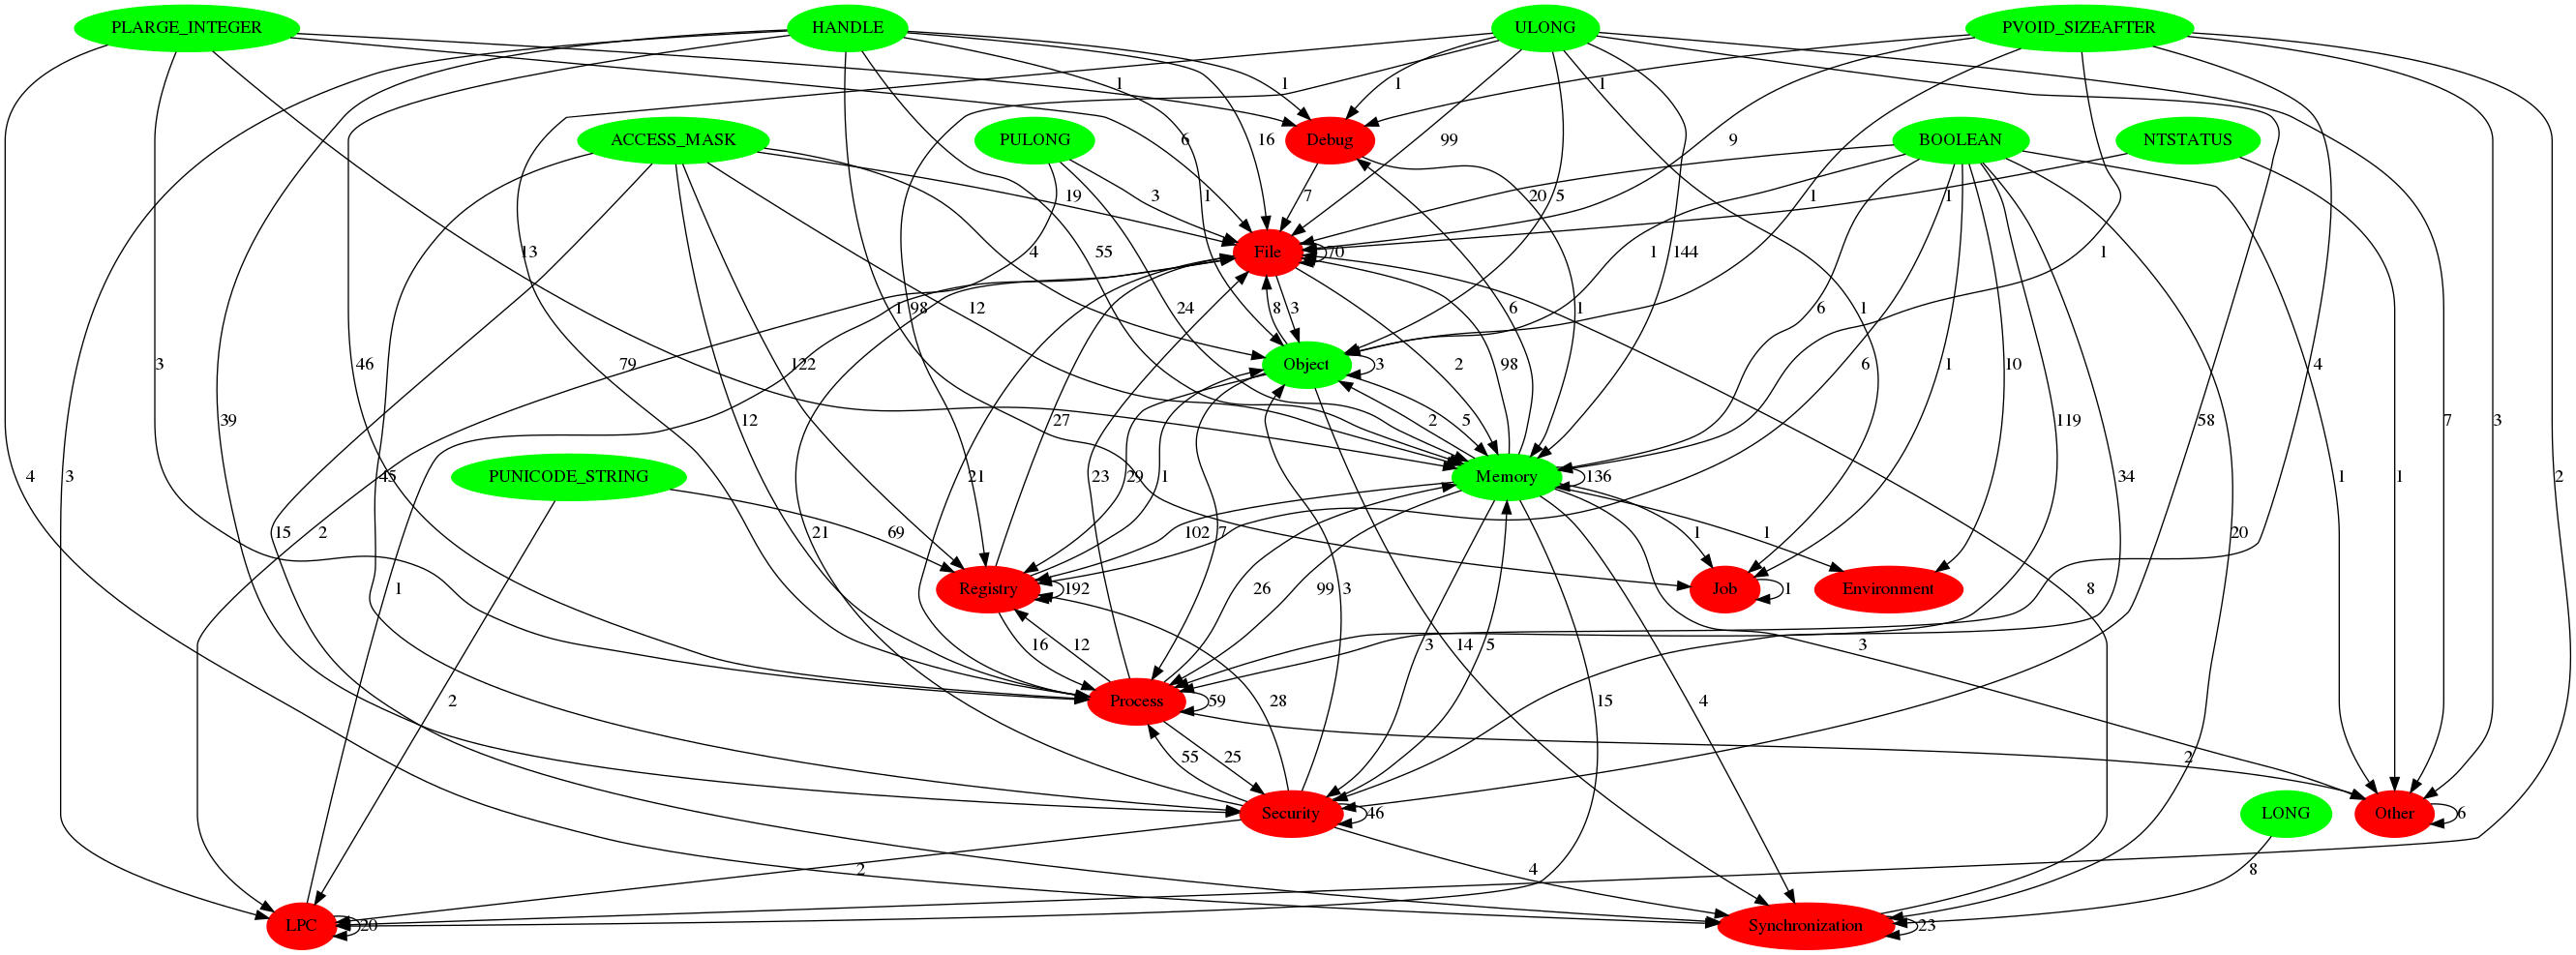 PLARGE_INTEGER HANDLE ULONG PVOID_SIZEAFTER
1 1 1 1
ACCESS_MASK PULONG 6 16 Debug 99 9 BOOLEAN NTSTATUS
19 3 1 7 20 5 1 1
13 55 4 File 70 20 1 144 1 1
1 98 12 24 8 3 6 1 6 1
3 46 79 122 2 98 Object 3 1 6 1 10 4
39 12 27 2 5 119 58 7 3
4 3 45 PUNICODE_STRING 21 23 29 1 Memory 136 34 1 1 2
15 2 69 21 102 7 1 1 20
1 Registry 192 26 99 3 Job 1 Environment 8
16 12 14 3 5 3
2 Process 59 28 15 4
55 25 2
Security 46 LONG Other 6
2 4 8
LPC 20 Synchronization 23